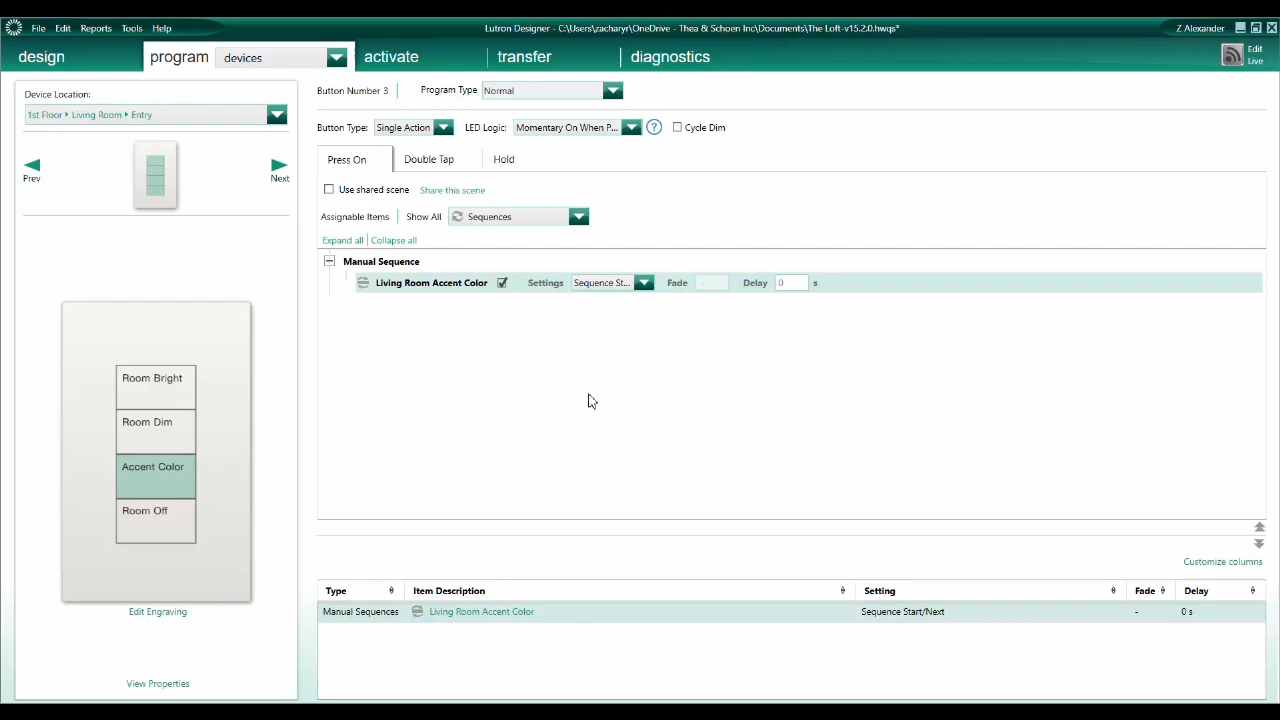 File Edit Reports Tools Help
Lutron Designer - C:\Users\zacharyr\OneDrive - Thea & Schoen Inc\Documents\The Loft-v15.2.0.hwqs*
Z Alexander
design
program
devices
activate
transfer
diagnostics
Edit
Live
Device Location:
1st Floor Living Room Entry
Prev
Next
Room Bright
Room Dim
Accent Color
Room Off
Edit Engraving
View Properties
Button Number 3
Program Type Normal
Button Type: Single Action
LED Logic: Momentary On When P...
?
Cycle Dim
Press On
Double Tap
Hold
Use shared scene
Share this scene
Assignable Items
Show All
Sequences
Expand all
Collapse all
Manual Sequence
Living Room Accent Color
Settings
Sequence St...
Fade
-
Delay
0
s
Customize columns
Type Item Description Setting Fade Delay
Manual Sequences Living Room Accent Color Sequence Start/Next - 0 s